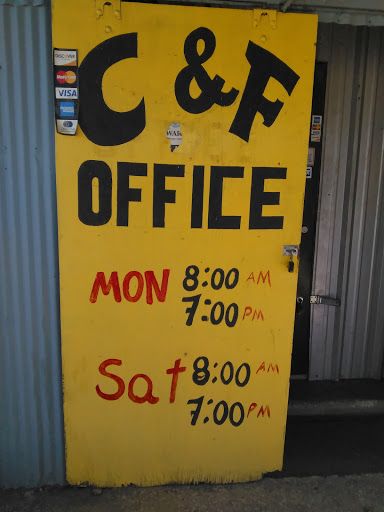 C & F
DISCOVER
MasterCard
VISA
OFFICE
MON 8:00 AM
7:00 PM
Sat 8:00 AM
7:00 PM